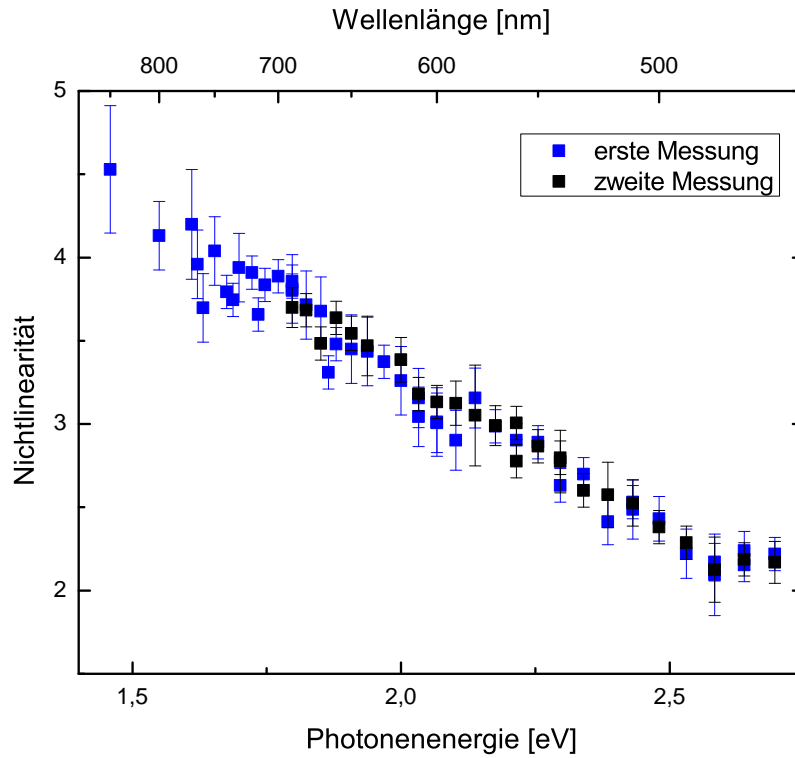 Wellenlänge [nm]
800 700 600 500
5
4
3
2
Nichtlinearität
erste Messung
zweite Messung
1,5 2,0 2,5
Photonenenergie [eV]